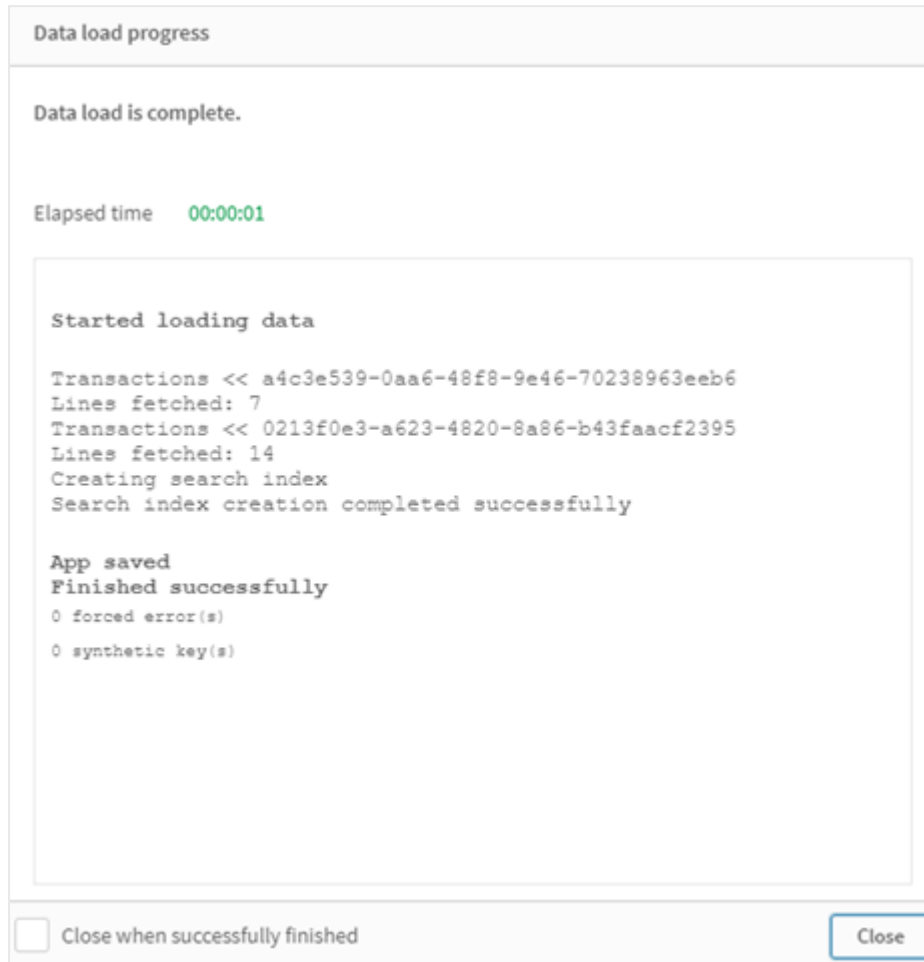 Data load progress
Data load is complete.
Elapsed time 00:00:01
Started loading data
Transactions << a4c3e539-0aa6-48f8-9e46-70238963eeb6
Lines fetched: 7
Transactions << 0213f0e3-a623-4820-8a86-b43faacf2395
Lines fetched: 14
Creating search index
Search index creation completed successfully
App saved
Finished successfully
0 forced error(s)
0 synthetic key(s)
Close when successfully finished Close